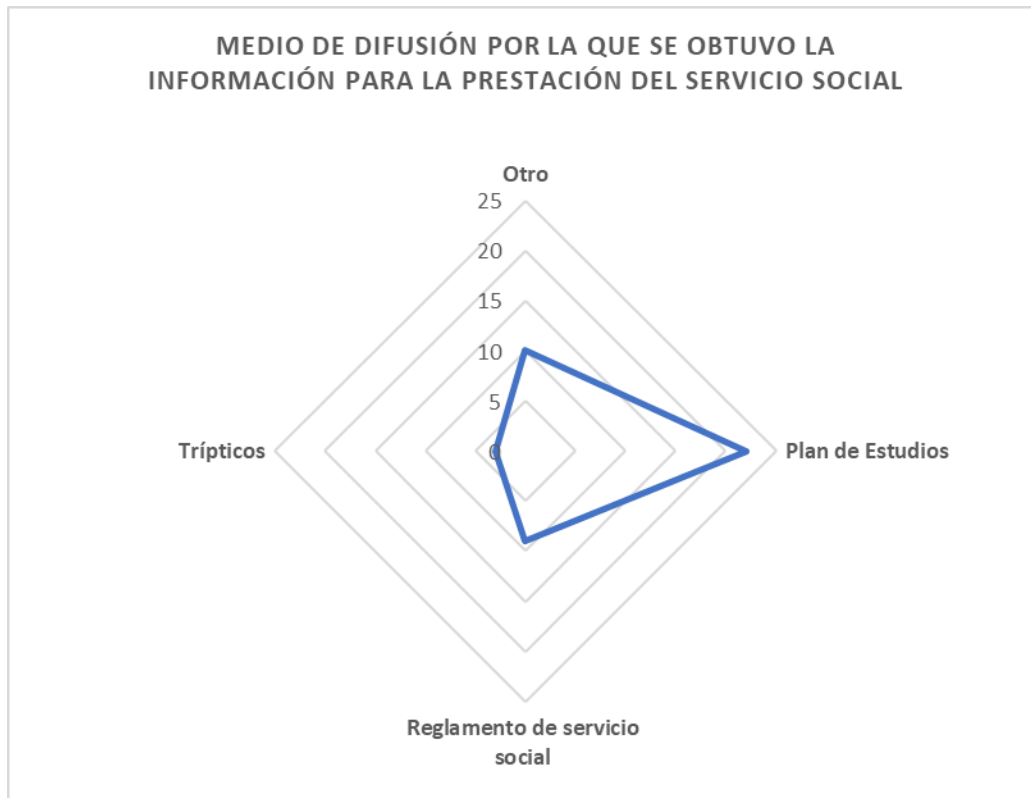 MEDIO DE DIFUSIÓN POR LA QUE SE OBTUVO LA
INFORMACIÓN PARA LA PRESTACIÓN DEL SERVICIO SOCIAL
Otro
25
20
15
10
5
0
Trípticos
Plan de Estudios
Reglamento de servicio
social